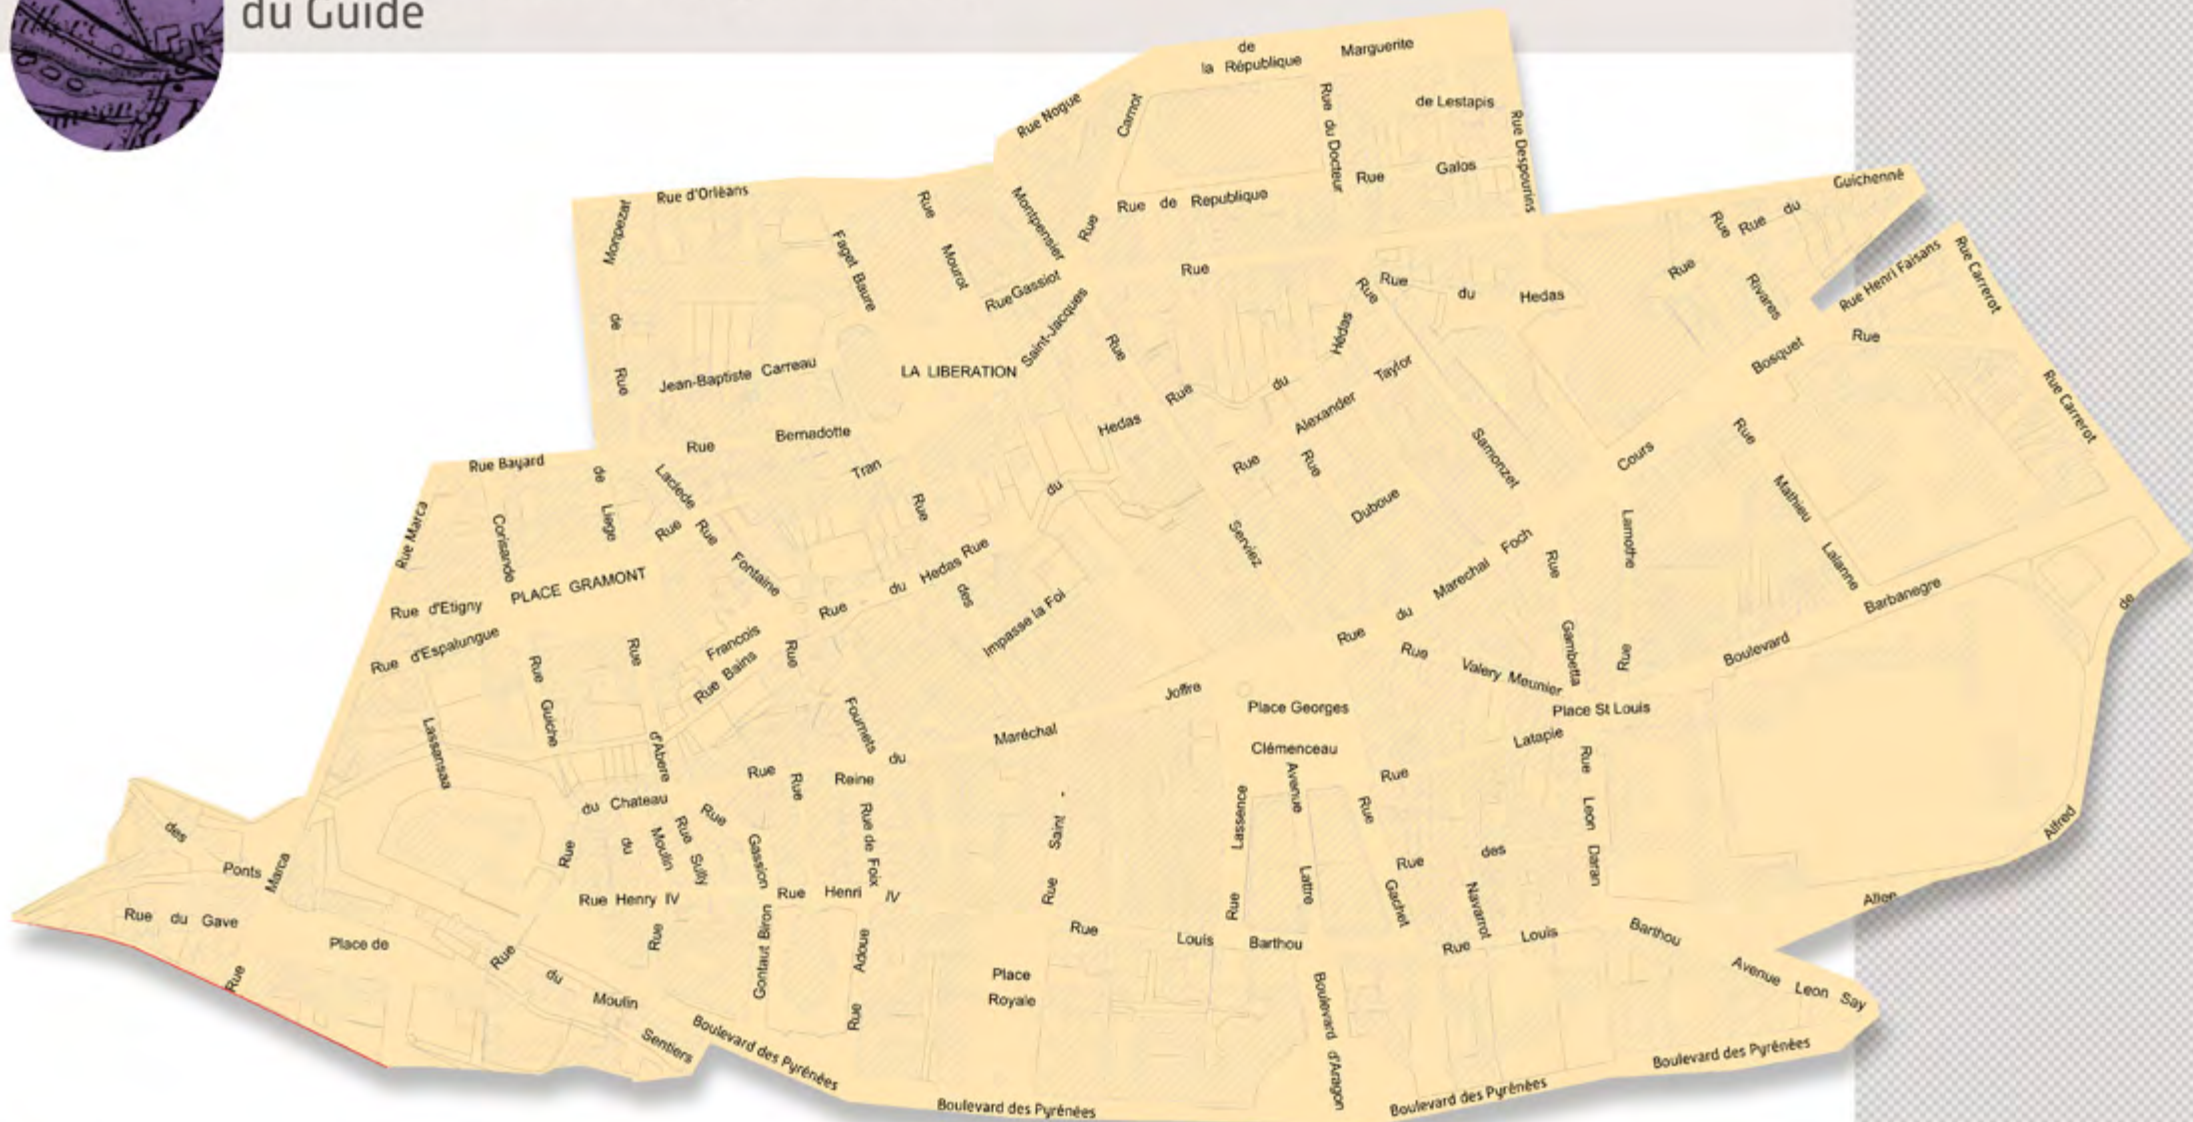 du Guide
de
la République
Marguerite
Rue Nogue
Carnot
Rue du Docteur
de Lestapis
Rue Despourins
Rue Galos
Rue d'Orléans
Monpezat
de
Rue
Faget Baure
Rue
Mourot
Montpensier
Rue
Rue de Republique
Rue Gassiot
Saint-Jacques
LA LIBERATION
Jean-Baptiste Carreau
Rue
Rue
Rue
Rue du Hedas
Rue
Rue du
Guichenné
Rue
Rivares
Rue
Bosquet
Rue Henri Faisans
Rue Carrerot
Rue
Rue Carrerot
Hédas
du
Rue
Hedas
du
Alexander Taylor
Rue
Rue
Duboue
Samonzet
Cours
Rue
Mathieu
Lalanne
Rue Bernadotte
Tran
Rue Bayard
de
Liege
Laclede
Rue
Rue
Fontaine
Rue
des
Rue du Hedas Rue
Rue Marca
Corisande
PLACE GRAMONT
Rue d'Etigny
Rue d'Espalungue
Impasse la Foi
Serviez
Rue du Marechal Foch
Rue
Gambetta
Lamothe
Rue
Boulevard Barbanegre
de
Rue Valery Meunier
Francois
Rue Bains
Rue
Rue
d'Abere
Rue
Guiche
Lassansaa
Fournets
du
Maréchal Joffre
Place Georges
Clémenceau
Place St Louis
Rue Latapie
Avenue
Lattre
Rue
Gachet
Rue Leon Daran
Rue des
Navarrot
Rue Lassence
Rue Saint -
Rue Reine
Rue
du Chateau
Rue
Rue
Gassion
Rue de Foix
Rue Sully
du
Moulin
Rue
Rue Henry IV
Rue Henri IV
Gontaut Biron
Rue Adoue
des
Ponts
Marca
Rue du Gave
Rue
Place de
Rue
du
Moulin
Sentiers
Rue Louis Barthou
Place
Royale
Boulevard d'Aragon
Rue Louis Barthou
Allee
Alfred
Avenue Leon Say
Boulevard des Pyrénées
Boulevard des Pyrénées
Boulevard des Pyrénées
Boulevard des Pyrénées